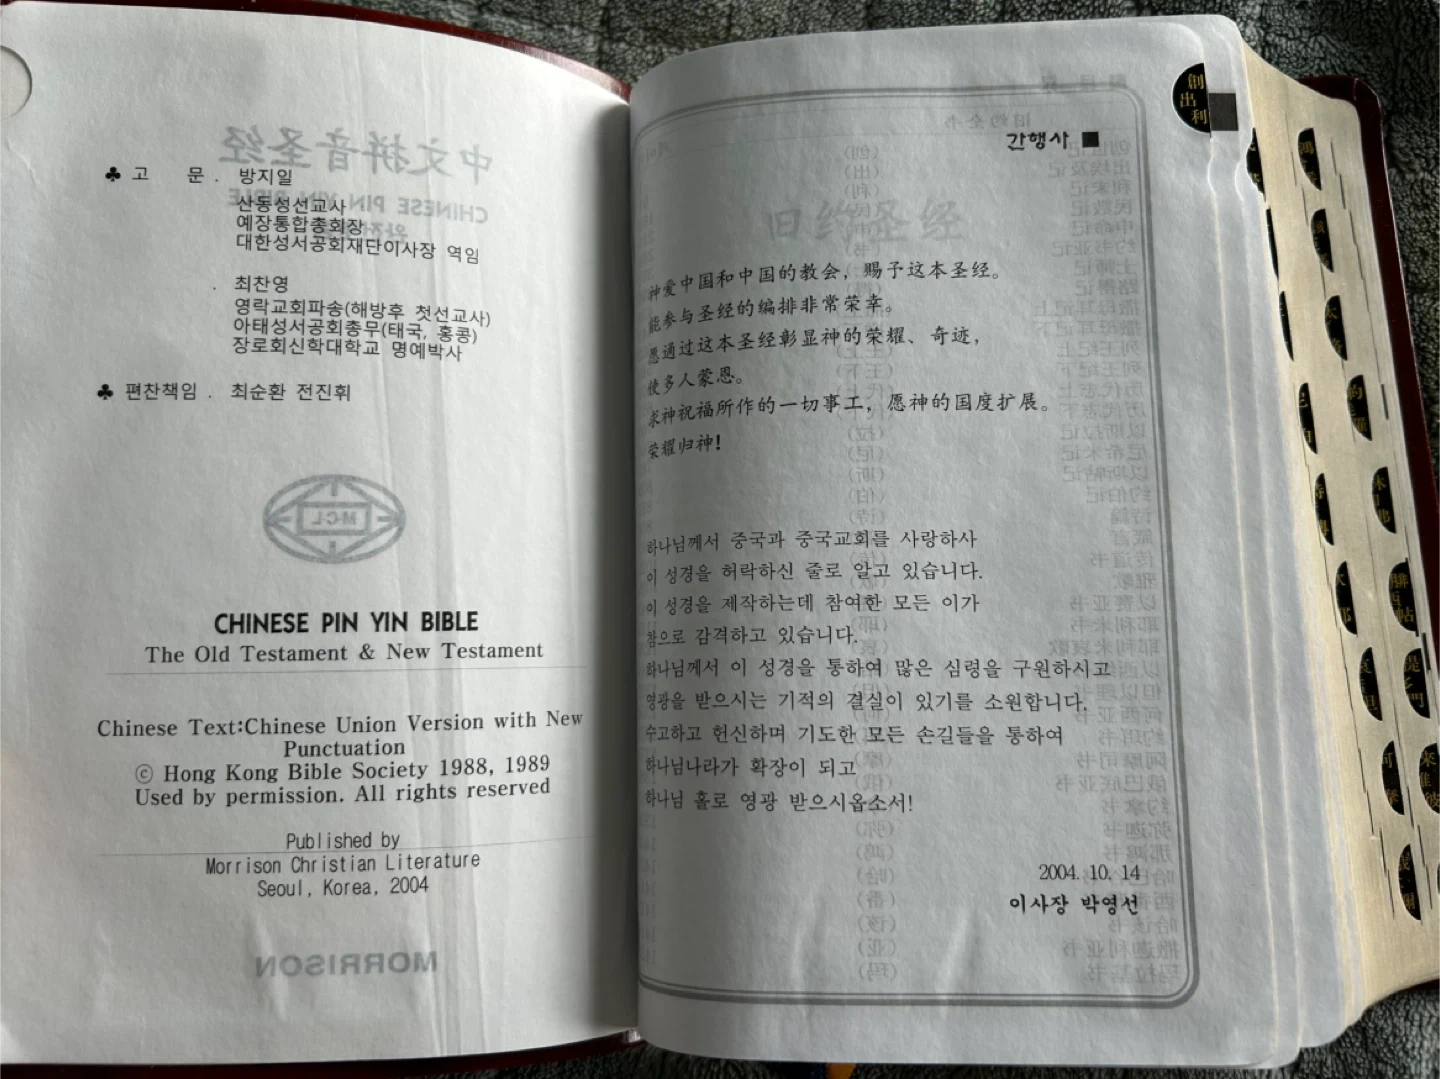 ♣ 고 문 . 방지일
산동성선교사
예장통합총회장
대한성서공회재단이사장 역임
. 최찬영
영락교회파송(해방후 첫선교사)
아태성서공회총무(태국, 홍콩)
장로회신학대학교 명예박사
♣ 편찬책임 . 최순환 전진휘
MCL
CHINESE PIN YIN BIBLE
The Old Testament & New Testament
Chinese Text:Chinese Union Version with New
Punctuation
ⓒ Hong Kong Bible Society 1988, 1989
Used by permission. All rights reserved
Published by
Morrison Christian Literature
Seoul, Korea, 2004
MORRISON
간행사 ■
神爱中国和中国的教会，赐予这本圣经。
能参与圣经的编排非常荣幸。
愿通过这本圣经彰显神的荣耀、奇迹，
使多人蒙恩。
求神祝福所作的一切事工，愿神的国度扩展。
荣耀归神!
하나님께서 중국과 중국교회를 사랑하사
이 성경을 허락하신 줄로 알고 있습니다.
이 성경을 제작하는데 참여한 모든 이가
참으로 감격하고 있습니다.
하나님께서 이 성경을 통하여 많은 심령을 구원하시고
영광을 받으시는 기적의 결실이 있기를 소원합니다.
수고하고 헌신하며 기도한 모든 손길들을 통하여
하나님나라가 확장이 되고
하나님 홀로 영광 받으시옵소서!
2004. 10. 14
이사장 박영선
創
出
利